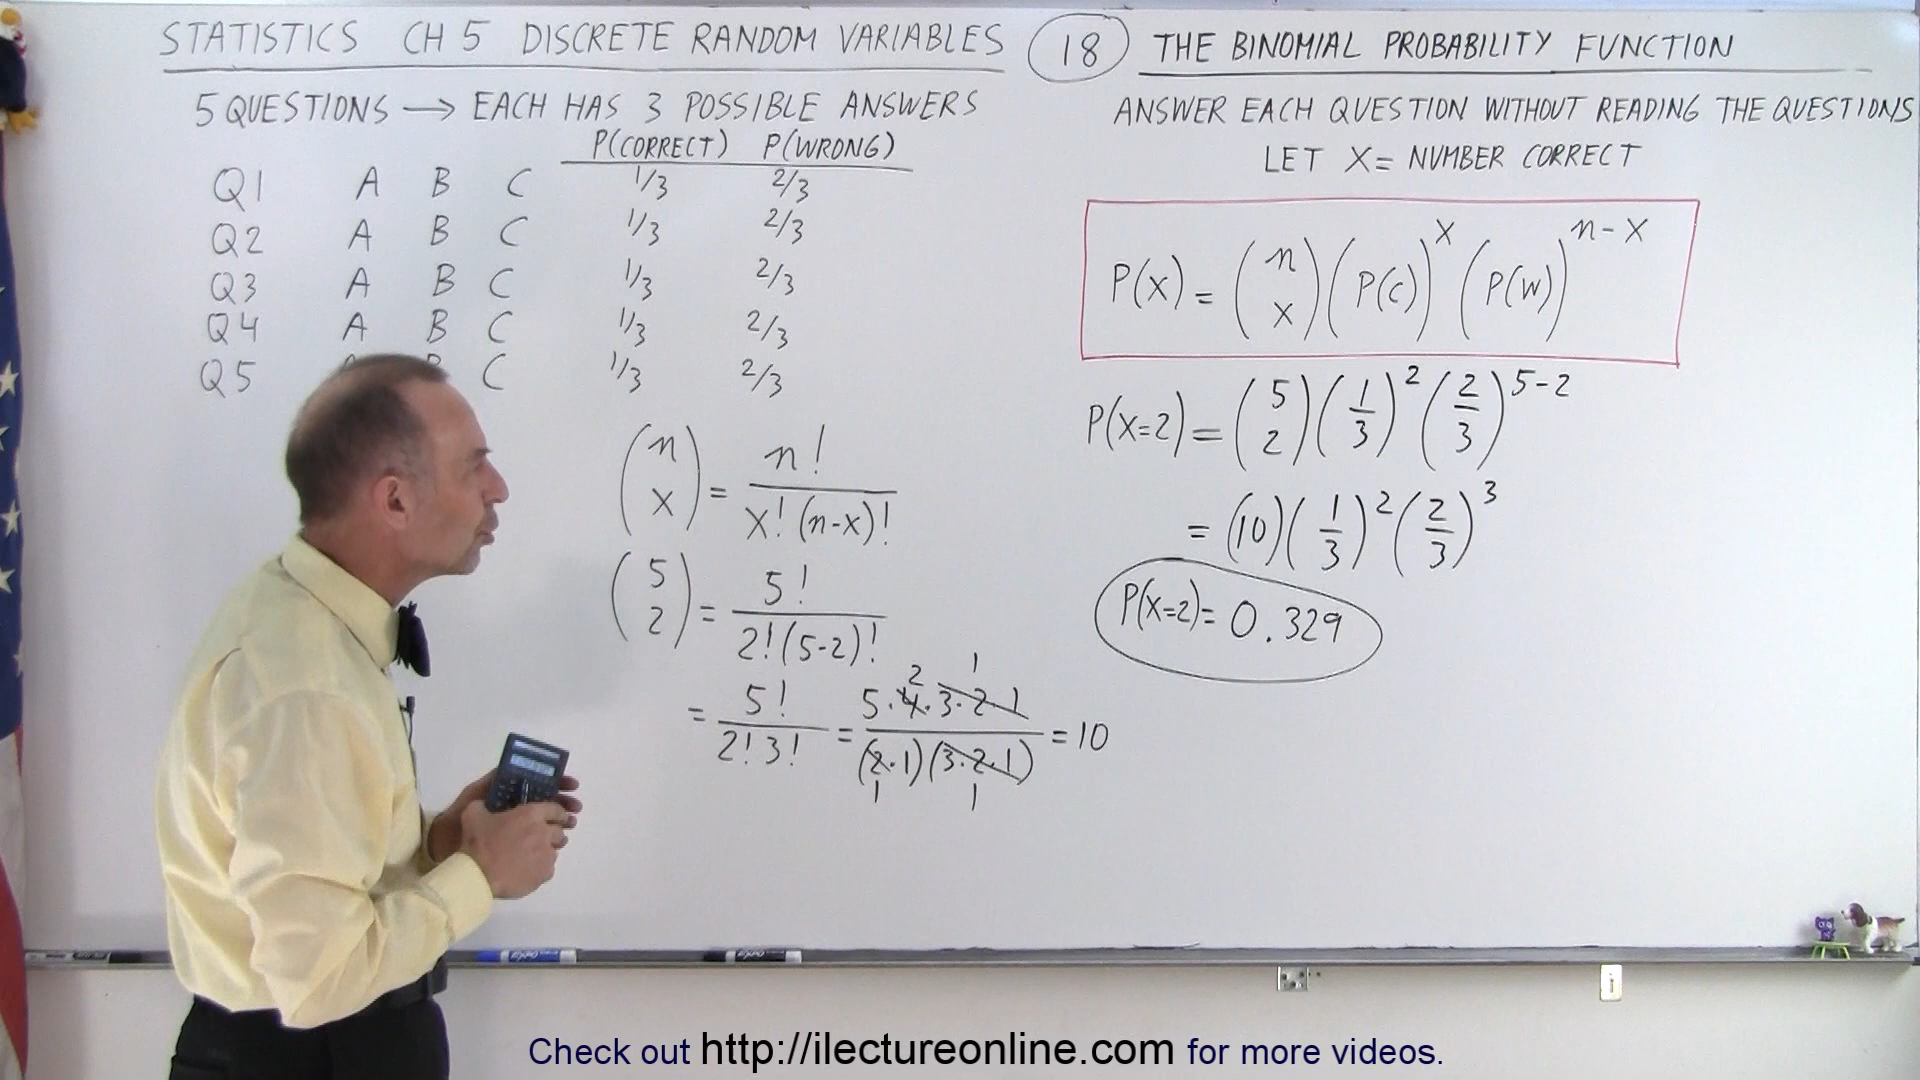 STATISTICS CH 5 DISCRETE RANDOM VARIABLES
5 QUESTIONS → EACH HAS 3 POSSIBLE ANSWERS
P(CORRECT) P(WRONG)
Q1 A B C 1/3 2/3
Q2 A B C 1/3 2/3
Q3 A B C 1/3 2/3
Q4 A B C 1/3 2/3
Q5 C 1/3 2/3
(n x) = n! / x!(n-x)!
(5 2) = 5! / 2!(5-2)!
= 5! / 2!3! = 5·4·3·2·1 / (2·1)(3·2·1) = 10
2 1
1 1
18 THE BINOMIAL PROBABILITY FUNCTION
ANSWER EACH QUESTION WITHOUT READING THE QUESTIONS
LET X = NUMBER CORRECT
P(x) = (n x) (P(C))^x (P(W))^(n-x)
P(x=2) = (5 2) (1/3)^2 (2/3)^(5-2)
= (10) (1/3)^2 (2/3)^3
P(x=2) = 0.329
Check out http://ilectureonline.com for more videos.